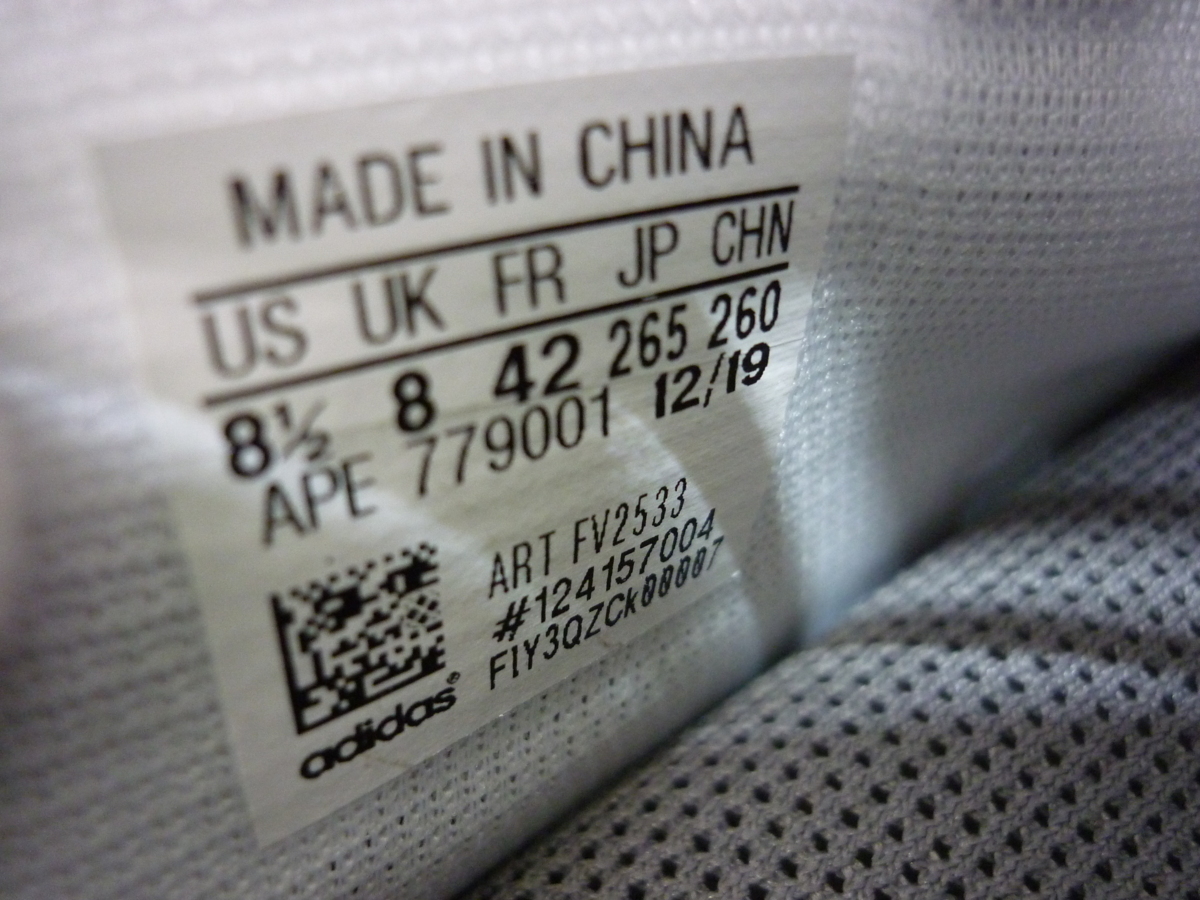 MADE IN CHINA
US UK FR JP CHN
8½ 8 42 265 260
APE 779001 12/19
ART FV2533
#124157004
FIY3QZCk00007
adidas®